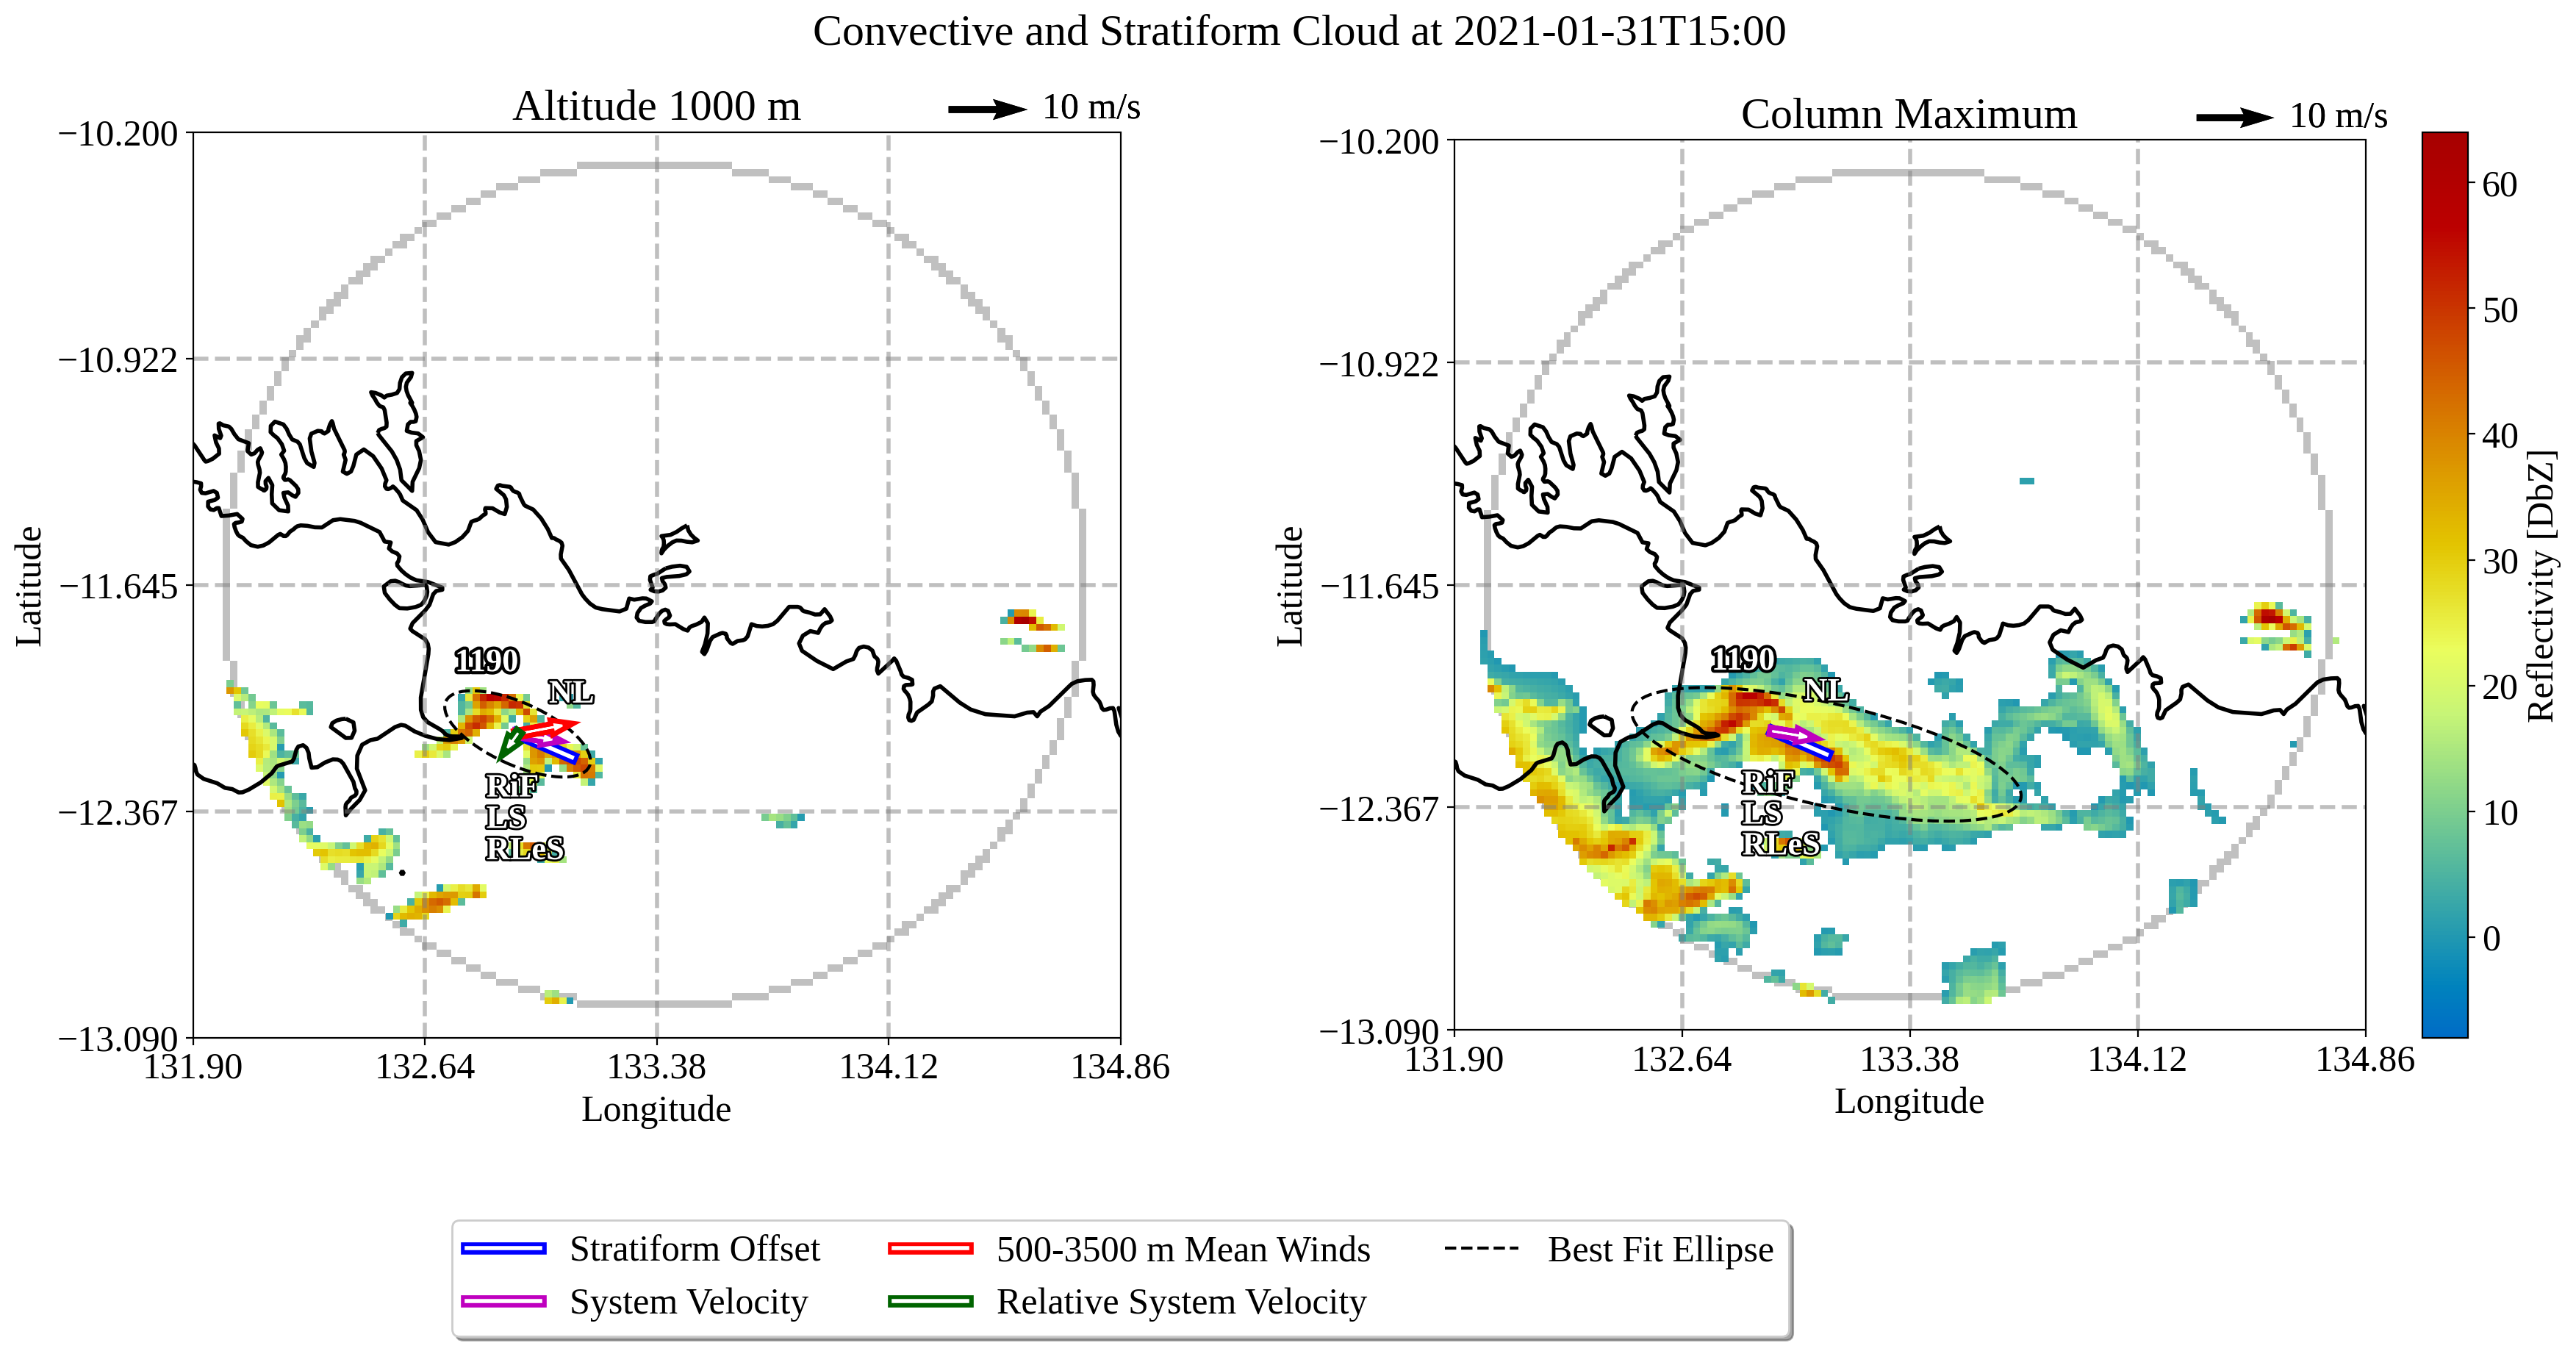 Convective and Stratiform Cloud at 2021-01-31T15:00
Altitude 1000 m
10 m/s
−10.200
−10.922
−11.645
−12.367
−13.090
131.90
132.64
133.38
134.12
134.86
Latitude
Longitude
1190
NL
RiF
LS
RLeS
Column Maximum
10 m/s
−10.200
−10.922
−11.645
−12.367
−13.090
131.90
132.64
133.38
134.12
134.86
Latitude
Longitude
1190
NL
RiF
LS
RLeS
60
50
40
30
20
10
0
Reflectivity [DbZ]
Stratiform Offset
System Velocity
500-3500 m Mean Winds
Relative System Velocity
Best Fit Ellipse